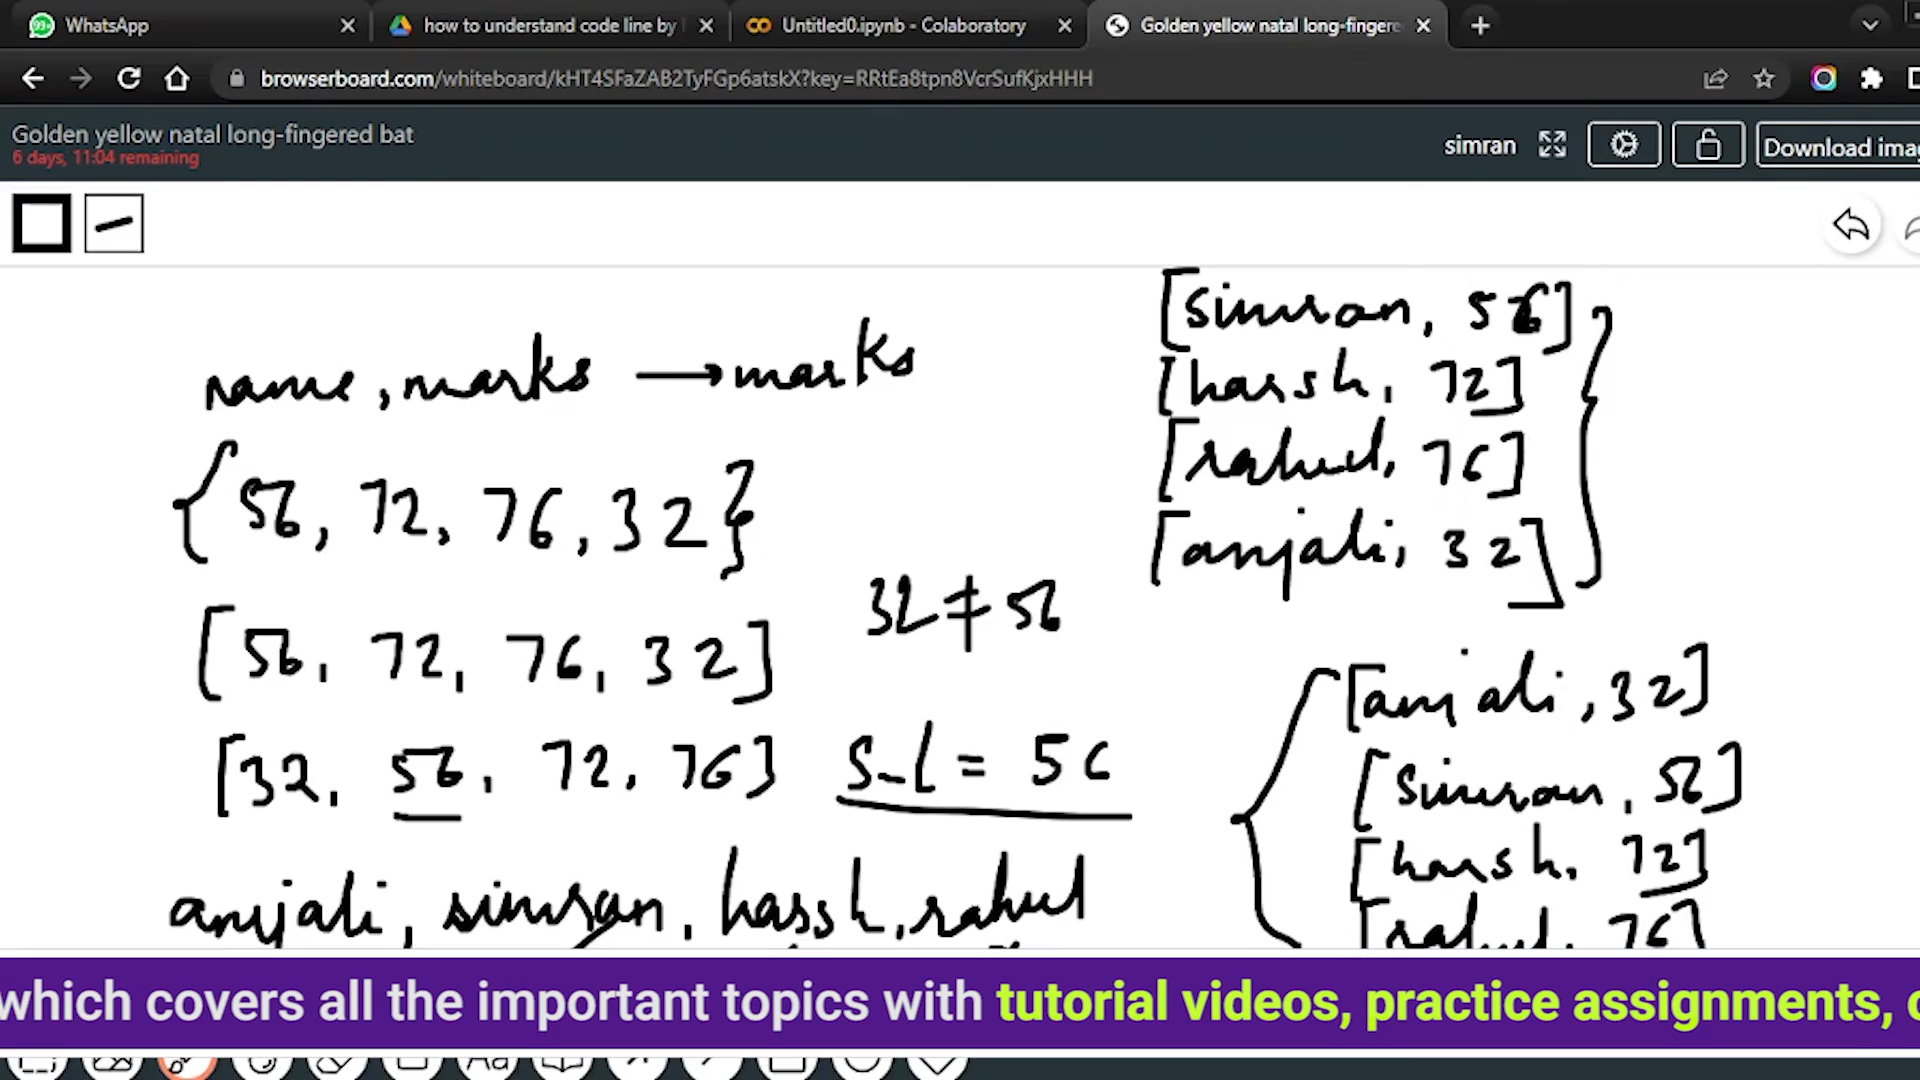 WhatsApp
how to understand code line by
Untitled0.ipynb - Colaboratory
Golden yellow natal long-fingere
browserboard.com/whiteboard/kHT4SFaZAB2TyFGp6atskX?key=RRtEa8tpn8VcrSufKjxHHH
Golden yellow natal long-fingered bat
6 days, 11:04 remaining
simran
Download imag
name, marks → marks
{56, 72, 76, 32}
[56, 72, 76, 32]
32 ≠ 56
[32, 56, 72, 76]
S-l = 56
anjali, simran, harsh, rahul
[simran, 56]
[harsh, 72]
[rahul, 76]
[anjali, 32]
[anjali, 32]
[simran, 56]
[harsh, 72]
[rahul, 76]
which covers all the important topics with tutorial videos, practice assignments,
Aa